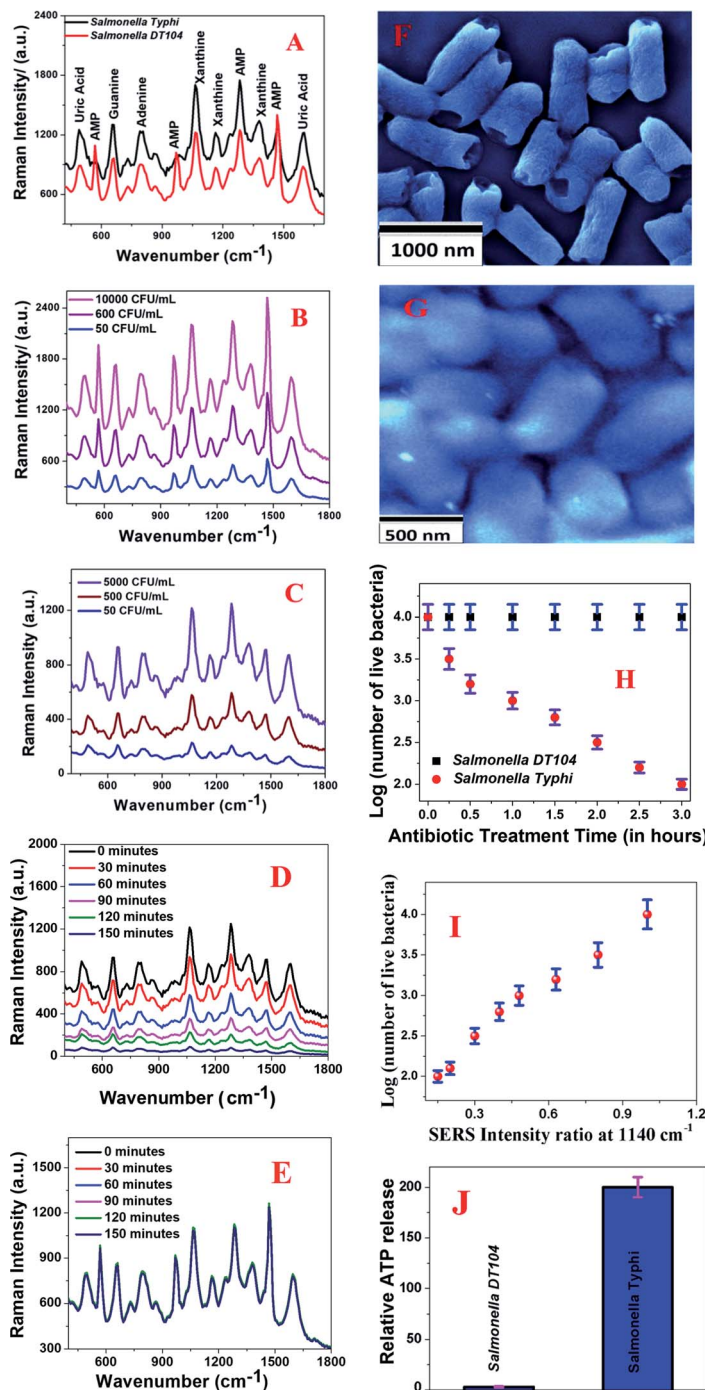 Salmonella Typhi
Salmonella DT104
A
Uric Acid
AMP
Guanine
Adenine
AMP
Xanthine
Xanthine
AMP
Xanthine
AMP
Uric Acid
2400
1800
1200
600
Raman Intensity/ (a.u.)
600 900 1200 1500
Wavenumber (cm-1)
10000 CFU/mL
600 CFU/mL
50 CFU/mL
B
2400
1800
1200
600
Raman Intensity/ (a.u.)
600 900 1200 1500 1800
Wavenumber (cm-1)
5000 CFU/mL
500 CFU/mL
50 CFU/mL
C
1200
800
400
0
Raman Intensity (a.u.)
600 900 1200 1500 1800
Wavenumber (cm-1)
0 minutes
30 minutes
60 minutes
90 minutes
120 minutes
150 minutes
D
2000
1600
1200
800
400
0
Raman Intensity (a.u.)
600 900 1200 1500 1800
Wavenumber (cm-1)
0 minutes
30 minutes
60 minutes
90 minutes
120 minutes
150 minutes
E
1500
1200
900
600
300
Raman Intensity (a.u.)
600 900 1200 1500 1800
Wavenumber (cm-1)
F
1000 nm
G
500 nm
H
4.0
3.5
3.0
2.5
2.0
Log (number of live bacteria)
Salmonella DT104
Salmonella Typhi
0.0 0.5 1.0 1.5 2.0 2.5 3.0
Antibiotic Treatment Time (in hours)
I
4.0
3.5
3.0
2.5
2.0
Log (number of live bacteria)
0.3 0.6 0.9 1.2
SERS Intensity ratio at 1140 cm-1
J
200
150
100
50
0
Relative ATP release
Salmonella DT104
Salmonella Typhi